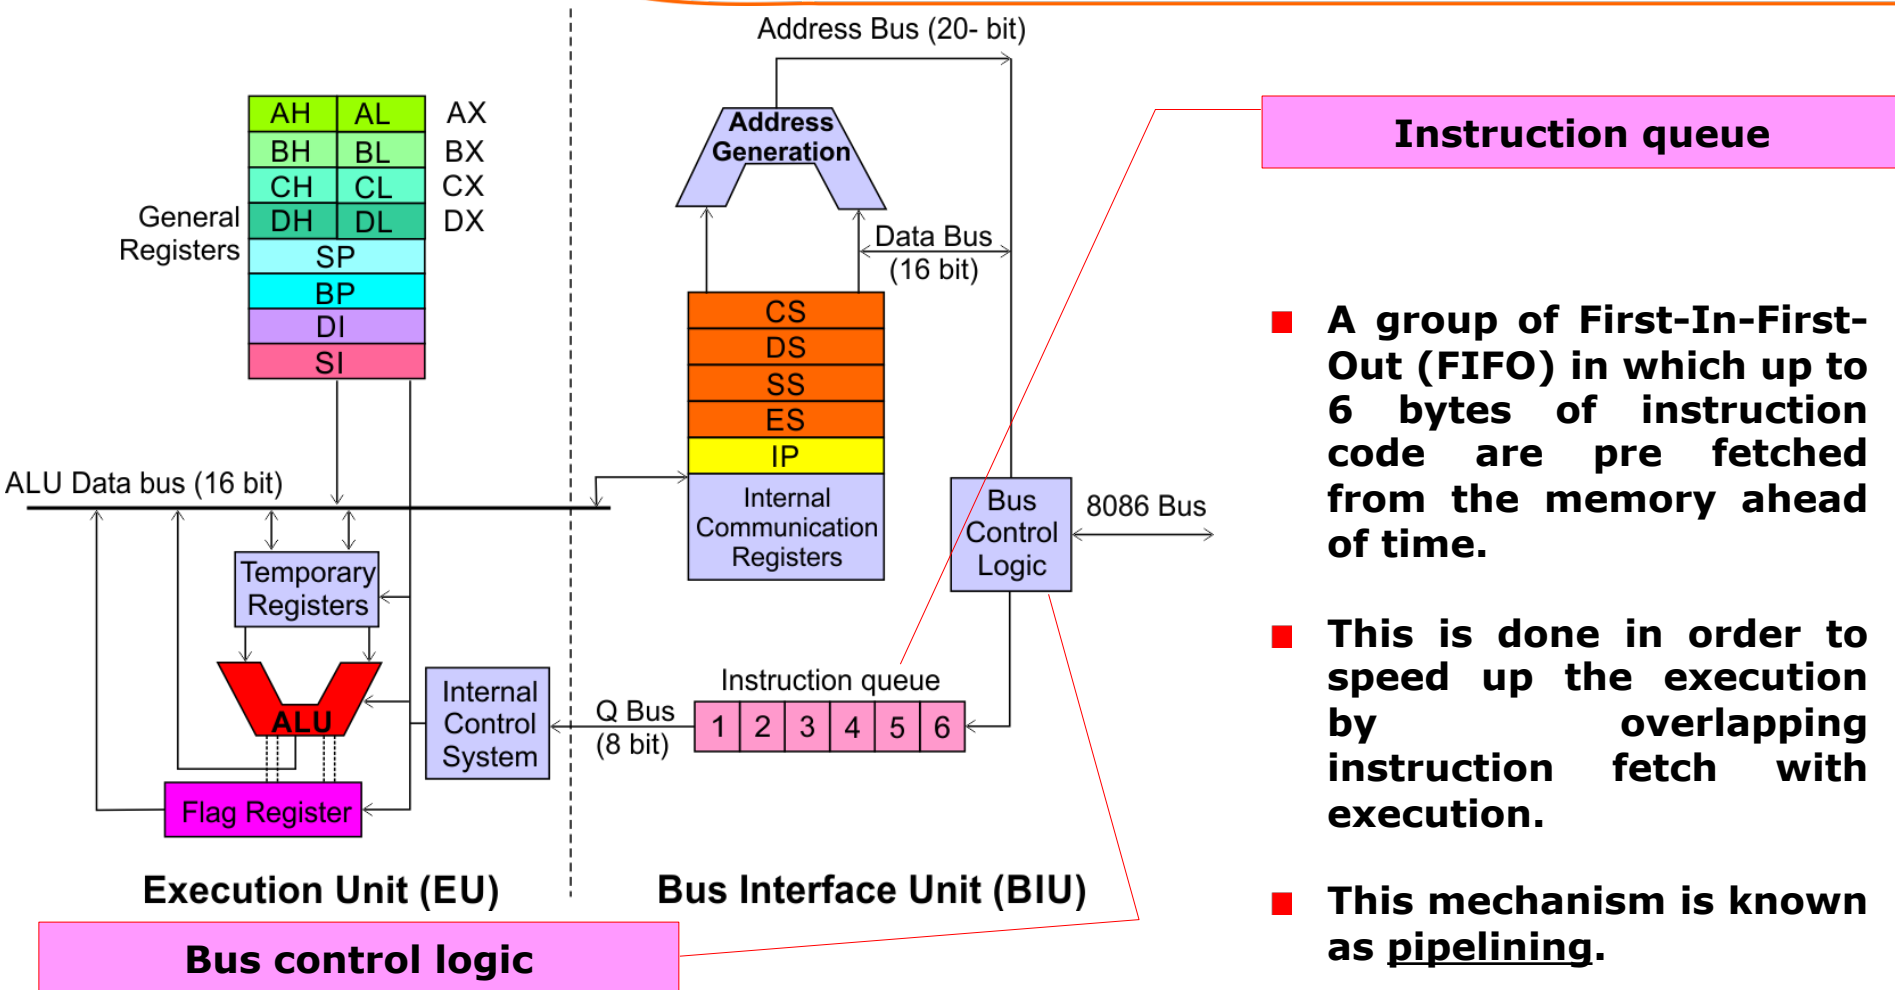 Address Bus (20- bit)
AH AL AX
BH BL BX
CH CL CX
DH DL DX
General
Registers
SP
BP
DI
SI
Address
Generation
Data Bus
(16 bit)
CS
DS
SS
ES
IP
Internal
Communication
Registers
ALU Data bus (16 bit)
Bus
Control
Logic
8086 Bus
Temporary
Registers
ALU
Internal
Control
System
Q Bus
(8 bit)
Instruction queue
1 2 3 4 5 6
Flag Register
Execution Unit (EU)
Bus Interface Unit (BIU)
Bus control logic
Instruction queue
A group of First-In-First-
Out (FIFO) in which up to
6 bytes of instruction
code are pre fetched
from the memory ahead
of time.
This is done in order to
speed up the execution
by overlapping
instruction fetch with
execution.
This mechanism is known
as pipelining.